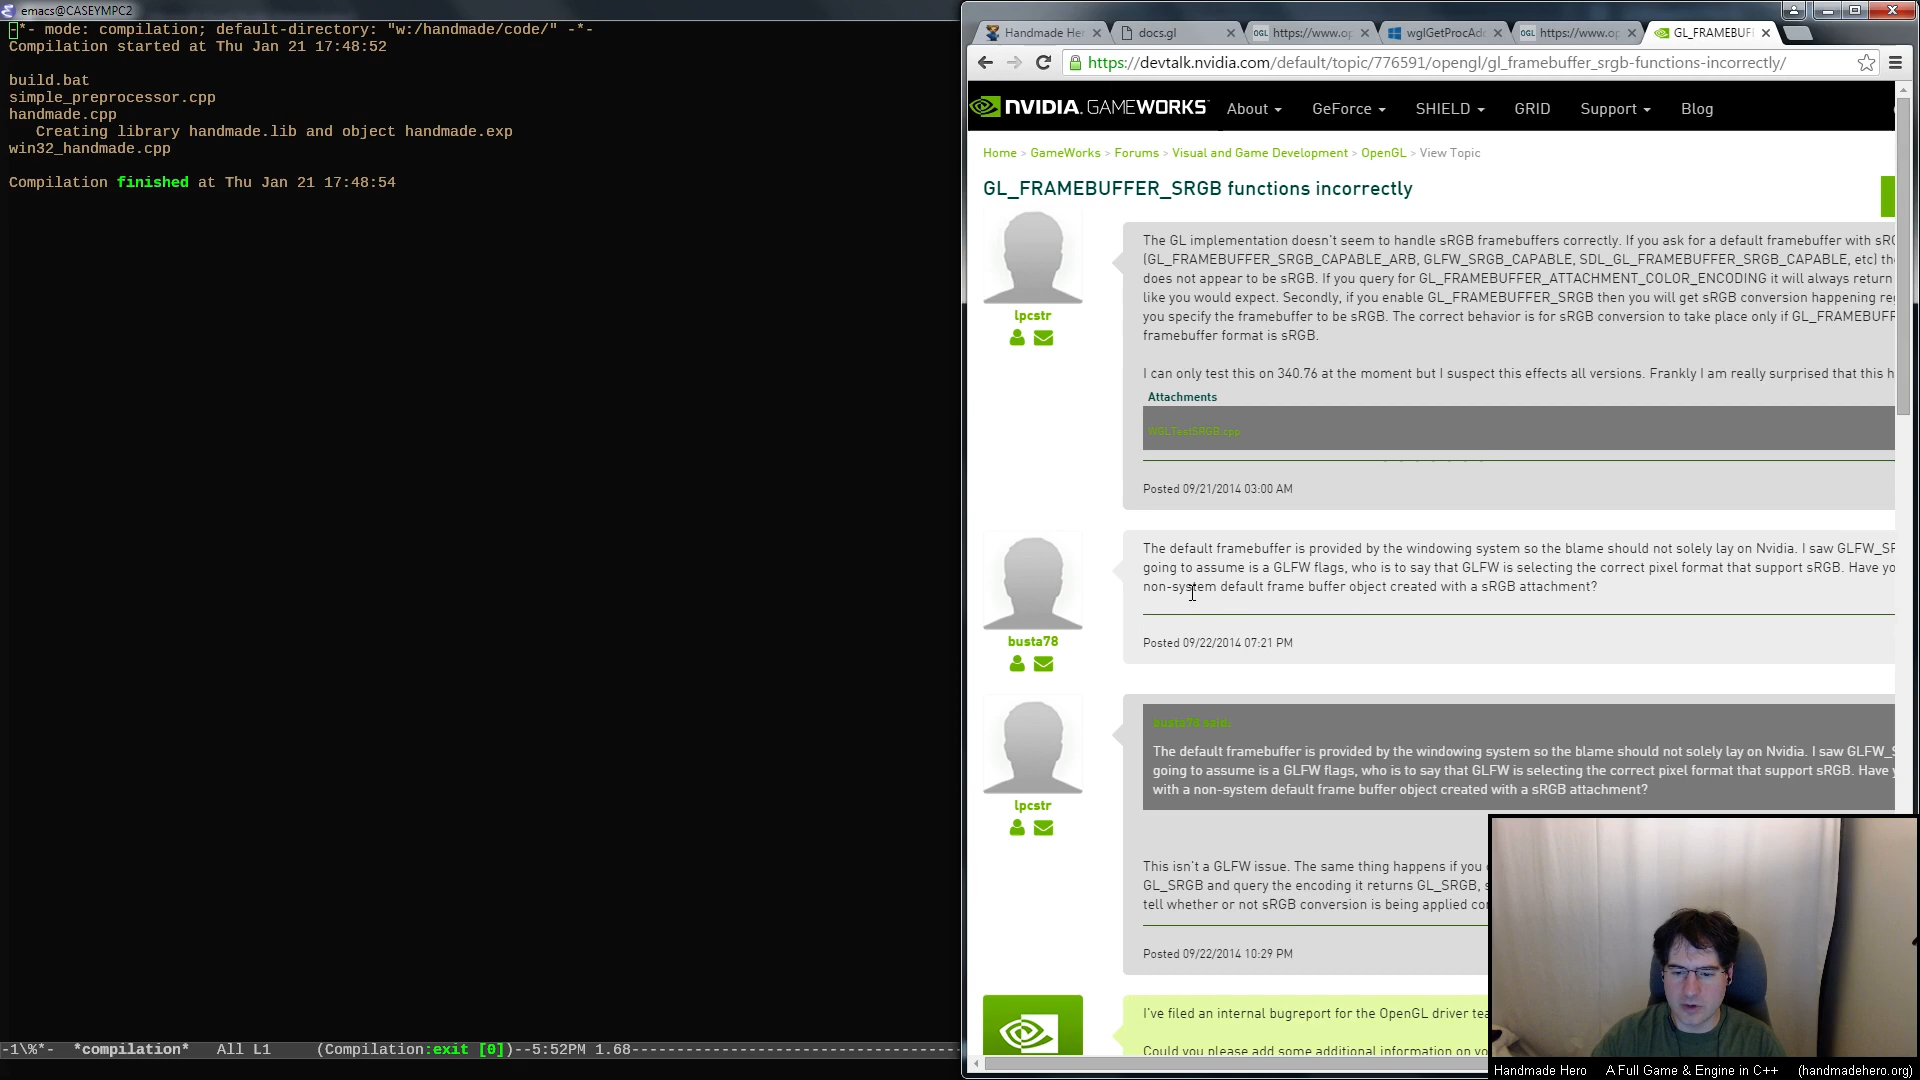 emacs@CASEYMPC2
-*- mode: compilation; default-directory: "w:/handmade/code/" -*-
Compilation started at Thu Jan 21 17:48:52
build.bat
simple_preprocessor.cpp
handmade.cpp
Creating library handmade.lib and object handmade.exp
win32_handmade.cpp
Compilation finished at Thu Jan 21 17:48:54
-1\%*-  *compilation*   All L1     (Compilation:exit [0])--5:52PM 1.68
Handmade He
docs.gl
https://www.op
wglGetProcAd
https://www.op
GL_FRAMEBUF
https://devtalk.nvidia.com/default/topic/776591/opengl/gl_framebuffer_srgb-functions-incorrectly/
NVIDIA. GAMEWORKS
About
GeForce
SHIELD
GRID
Support
Blog
Home > GameWorks > Forums > Visual and Game Development > OpenGL > View Topic
GL_FRAMEBUFFER_SRGB functions incorrectly
lpcstr
The GL implementation doesn't seem to handle sRGB framebuffers correctly. If you ask for a default framebuffer with sRG
(GL_FRAMEBUFFER_SRGB_CAPABLE_ARB, GLFW_SRGB_CAPABLE, SDL_GL_FRAMEBUFFER_SRGB_CAPABLE, etc) the
does not appear to be sRGB. If you query for GL_FRAMEBUFFER_ATTACHMENT_COLOR_ENCODING it will always return
like you would expect. Secondly, if you enable GL_FRAMEBUFFER_SRGB then you will get sRGB conversion happening re
you specify the framebuffer to be sRGB. The correct behavior is for sRGB conversion to take place only if GL_FRAMEBUFF
framebuffer format is sRGB.
I can only test this on 340.76 at the moment but I suspect this effects all versions. Frankly I am really surprised that this h
Attachments
WGLTestSRGB.cpp
Posted 09/21/2014 03:00 AM
busta78
The default framebuffer is provided by the windowing system so the blame should not solely lay on Nvidia. I saw GLFW_SR
going to assume is a GLFW flags, who is to say that GLFW is selecting the correct pixel format that support sRGB. Have yo
non-system default frame buffer object created with a sRGB attachment?
Posted 09/22/2014 07:21 PM
lpcstr
busta78 said:
The default framebuffer is provided by the windowing system so the blame should not solely lay on Nvidia. I saw GLFW_S
going to assume is a GLFW flags, who is to say that GLFW is selecting the correct pixel format that support sRGB. Have y
with a non-system default frame buffer object created with a sRGB attachment?
This isn't a GLFW issue. The same thing happens if you
GL_SRGB and query the encoding it returns GL_SRGB,
tell whether or not sRGB conversion is being applied co
Posted 09/22/2014 10:29 PM
I've filed an internal bugreport for the OpenGL driver tea
Could you please add some additional information on yo
Handmade Hero    A Full Game & Engine in C++    (handmadehero.org)